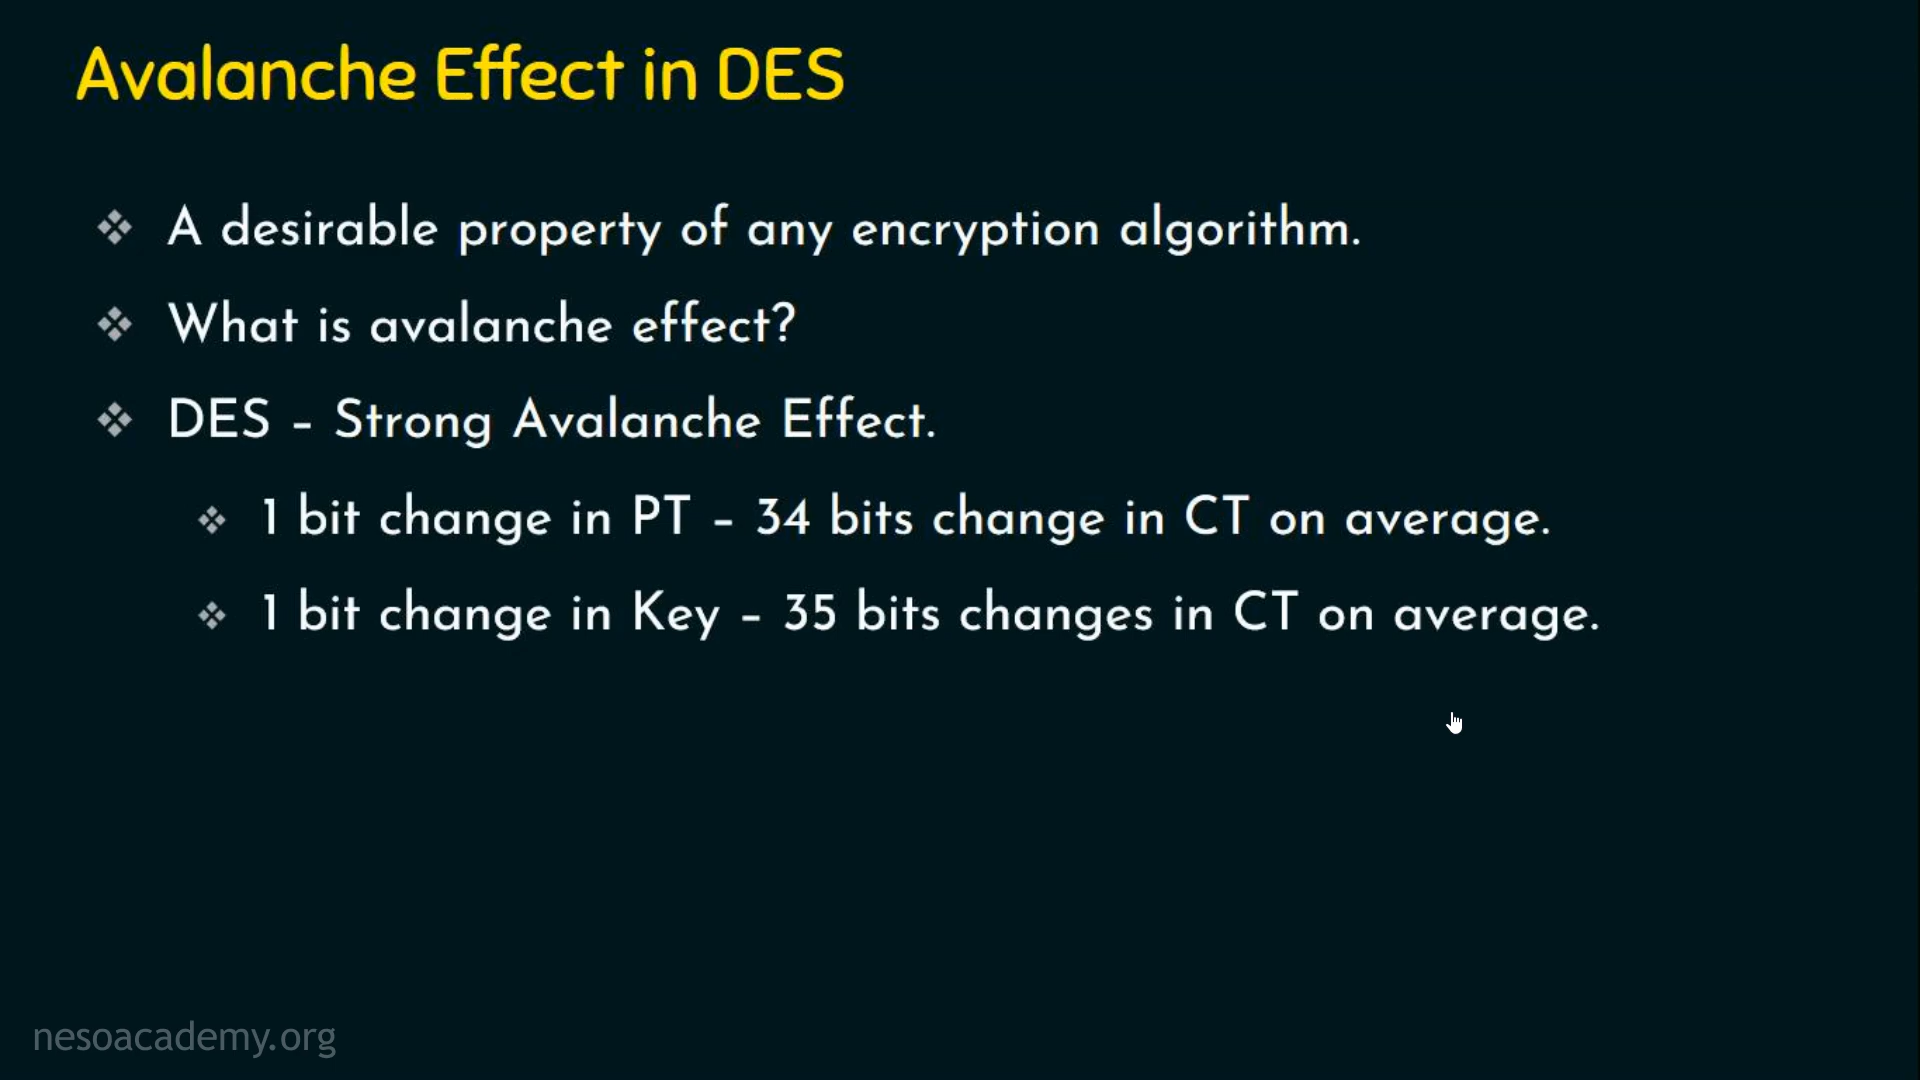 Avalanche Effect in DES
A desirable property of any encryption algorithm.
What is avalanche effect?
DES – Strong Avalanche Effect.
1 bit change in PT – 34 bits change in CT on average.
1 bit change in Key – 35 bits changes in CT on average.
nesoacademy.org